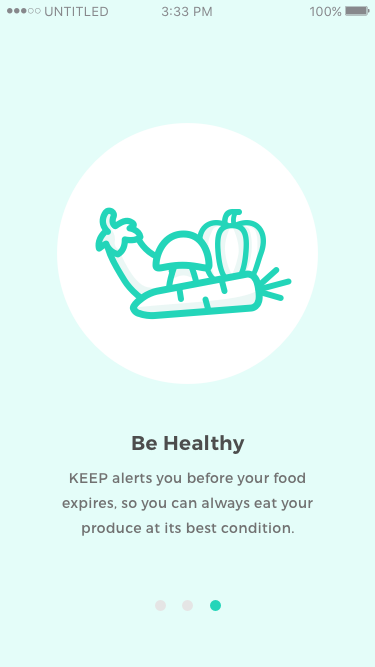 UNTITLED 3:33 PM 100%
Be Healthy
KEEP alerts you before your food
expires, so you can always eat your
produce at its best condition.